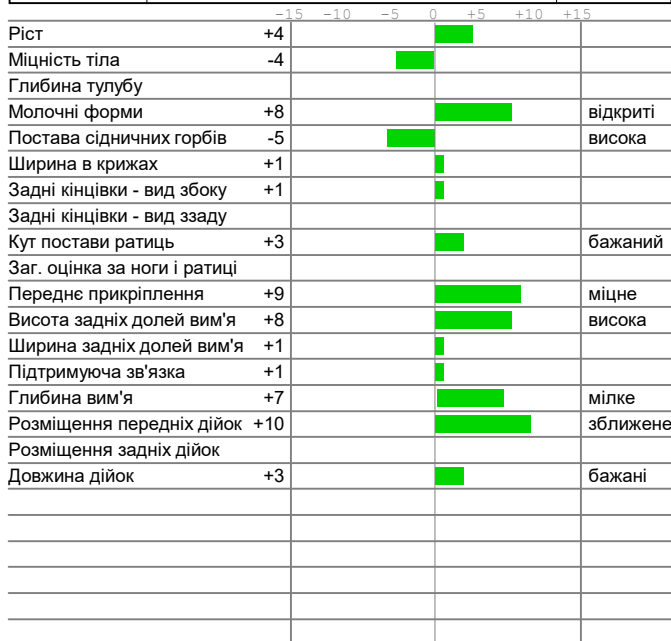 -15 -10 -5 0 +5 +10 +15
Ріст +4
Міцність тіла -4
Глибина тулубу
Молочні форми +8 відкриті
Постава сідничних горбів -5 висока
Ширина в крижах +1
Задні кінцівки - вид збоку +1
Задні кінцівки - вид ззаду
Кут постави ратиць +3 бажаний
Заг. оцінка за ноги і ратиці
Переднє прикріплення +9 міцне
Висота задніх долей вим'я +8 висока
Ширина задніх долей вим'я +1
Підтримуюча зв'язка +1
Глибина вим'я +7 мілке
Розміщення передніх дійок +10 зближене
Розміщення задніх дійок
Довжина дійок +3 бажані